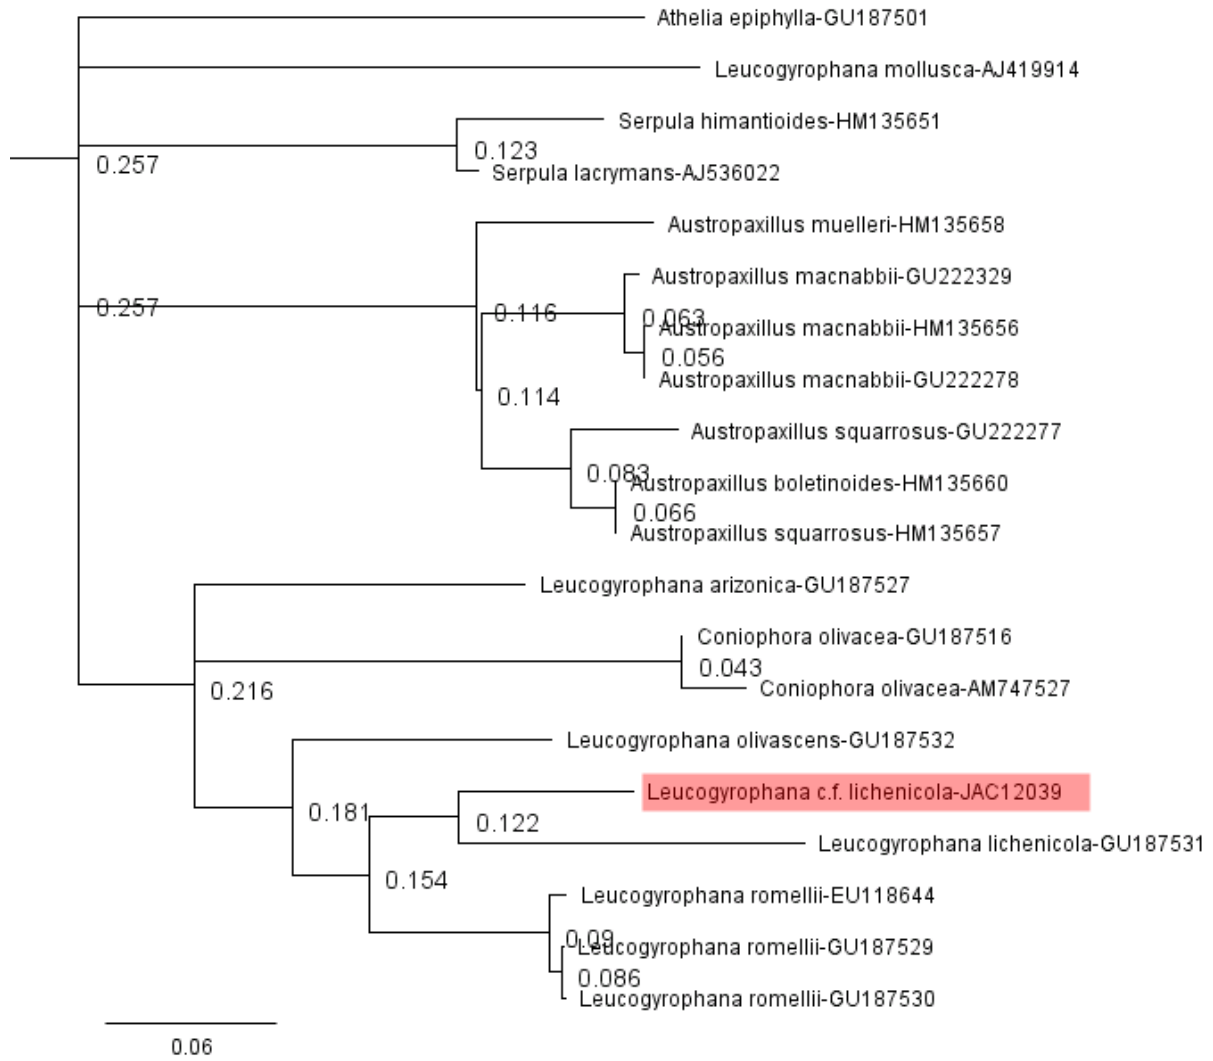 Athelia epiphylla-GU187501
Leucogyrophana mollusca-AJ419914
Serpula himantioides-HM135651
0.123
0.257
Serpula lacrymans-AJ536022
Austropaxillus muelleri-HM135658
Austropaxillus macnabbii-GU222329
0.257
0.116
0.063
Austropaxillus macnabbii-HM135656
0.056
Austropaxillus macnabbii-GU222278
0.114
Austropaxillus squarrosus-GU222277
0.083
Austropaxillus boletinoides-HM135660
0.066
Austropaxillus squarrosus-HM135657
Leucogyrophana arizonica-GU187527
Coniophora olivacea-GU187516
0.043
0.216
Coniophora olivacea-AM747527
Leucogyrophana olivascens-GU187532
Leucogyrophana c.f. lichenicola-JAC12039
0.181
0.122
Leucogyrophana lichenicola-GU187531
0.154
Leucogyrophana romellii-EU118644
0.09
Leucogyrophana romellii-GU187529
0.086
Leucogyrophana romellii-GU187530
0.06